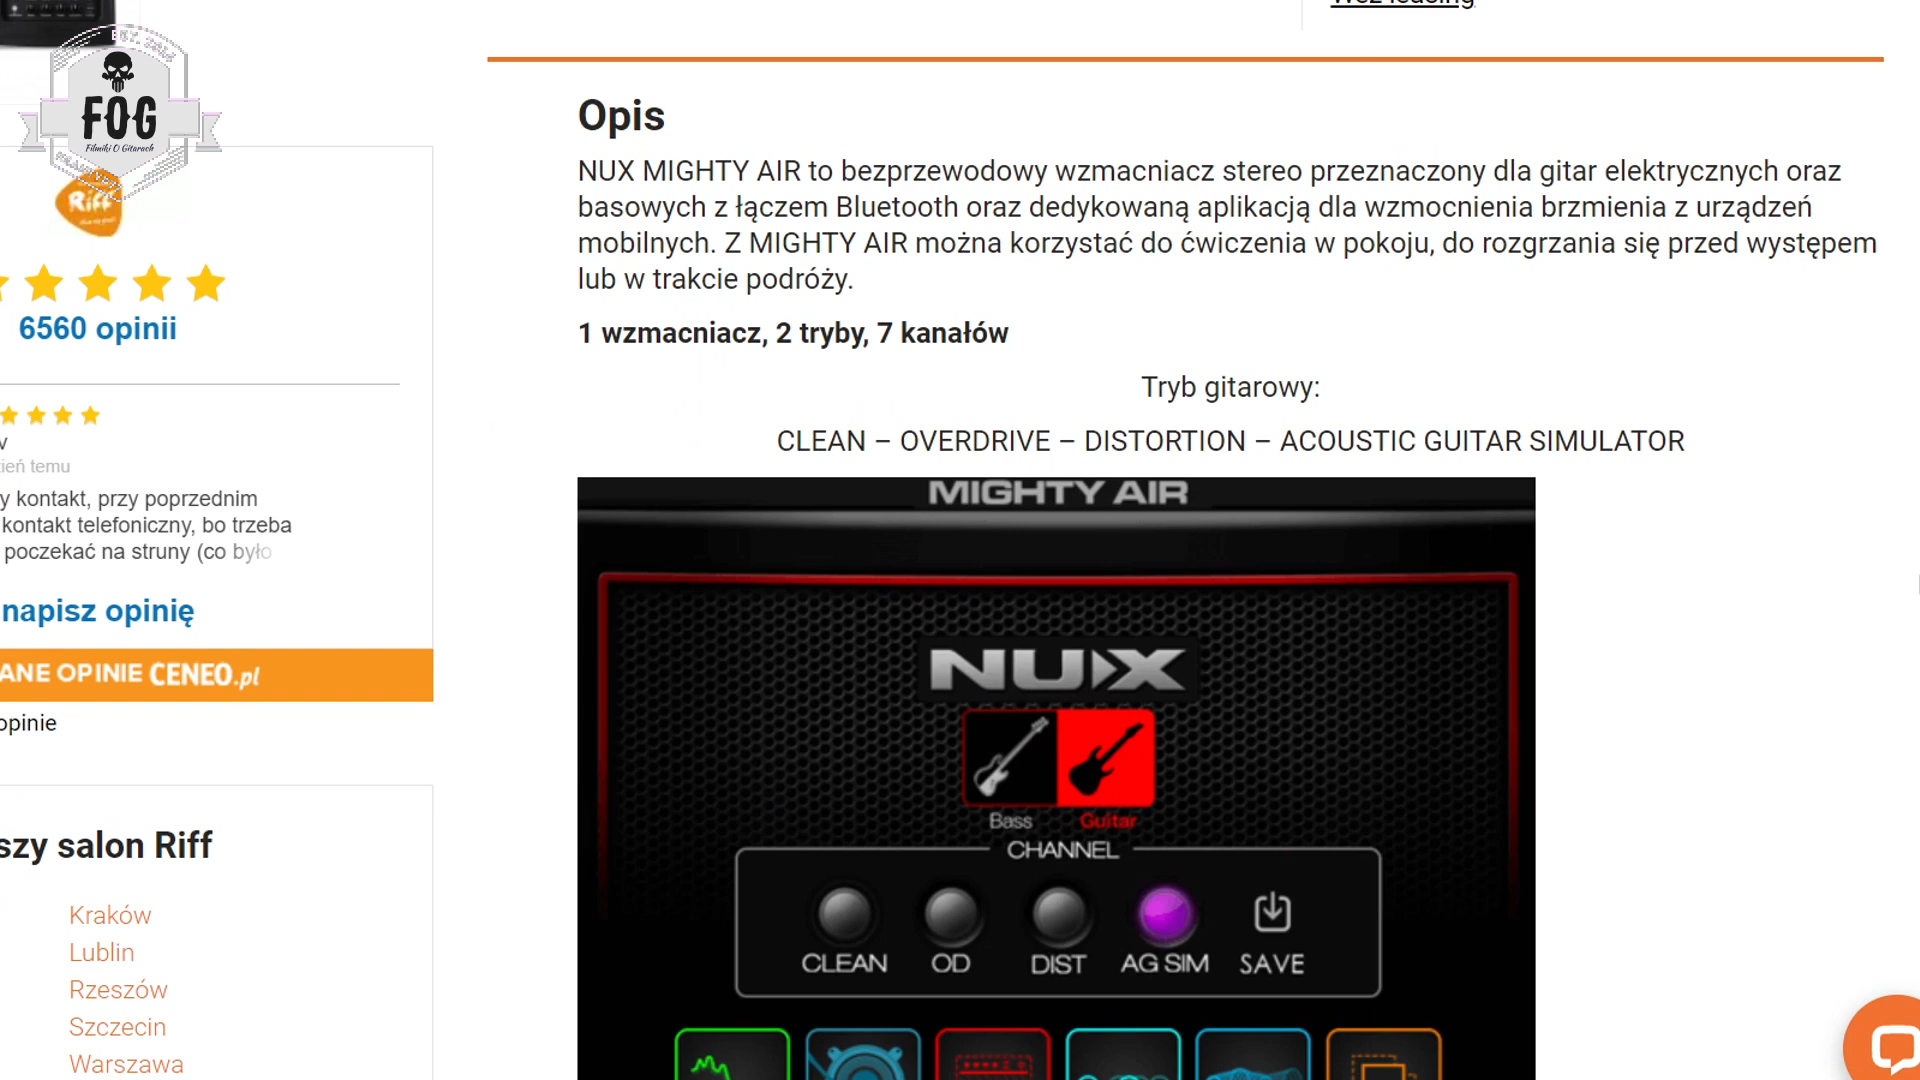 Weź leasing
EST. 2014
FOG
Filmiki O Gitarach
Riff
6560 opinii
ień temu
y kontakt, przy poprzednim
kontakt telefoniczny, bo trzeba
poczekać na struny (co było
napisz opinię
ANE OPINIE CENEO.pl
opinie
szy salon Riff
Kraków
Lublin
Rzeszów
Szczecin
Warszawa
Opis
NUX MIGHTY AIR to bezprzewodowy wzmacniacz stereo przeznaczony dla gitar elektrycznych oraz
basowych z łączem Bluetooth oraz dedykowaną aplikacją dla wzmocnienia brzmienia z urządzeń
mobilnych. Z MIGHTY AIR można korzystać do ćwiczenia w pokoju, do rozgrzania się przed występem
lub w trakcie podróży.
1 wzmacniacz, 2 tryby, 7 kanałów
Tryb gitarowy:
CLEAN – OVERDRIVE – DISTORTION – ACOUSTIC GUITAR SIMULATOR
MIGHTY AIR
NUX
Bass Guitar
CHANNEL
CLEAN OD DIST AG SIM SAVE